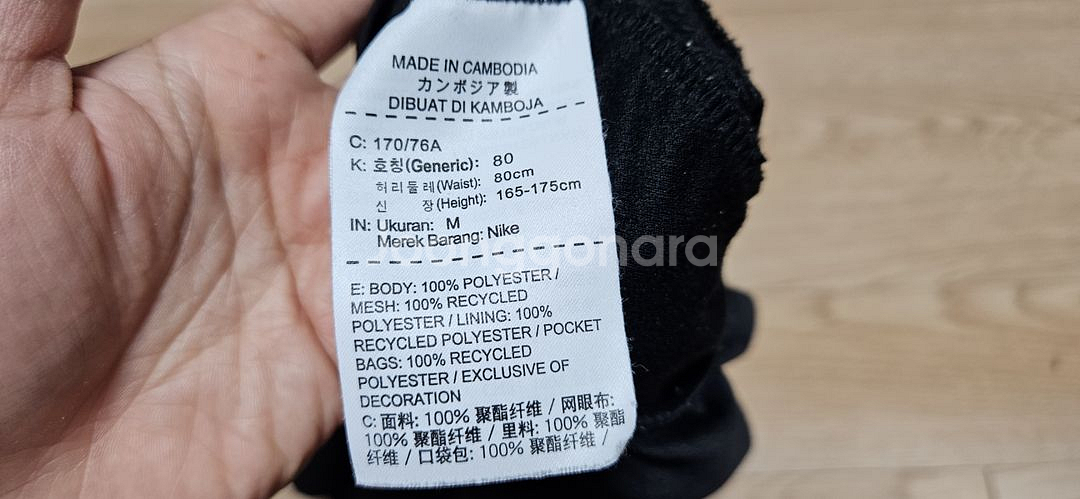 MADE IN CAMBODIA
カンボジア製
DIBUAT DI KAMBOJA
C: 170/76A
K: 호칭(Generic): 80
허리둘레(Waist): 80cm
신 장(Height): 165-175cm
IN: Ukuran: M
Merek Barang: Nike
E: BODY: 100% POLYESTER /
MESH: 100% RECYCLED
POLYESTER / LINING: 100%
RECYCLED POLYESTER / POCKET
BAGS: 100% RECYCLED
POLYESTER / EXCLUSIVE OF
DECORATION
C: 面料: 100% 聚酯纤维 / 网眼布:
100% 聚酯纤维 / 里料: 100% 聚酯
纤维 / 口袋包: 100% 聚酯纤维 /